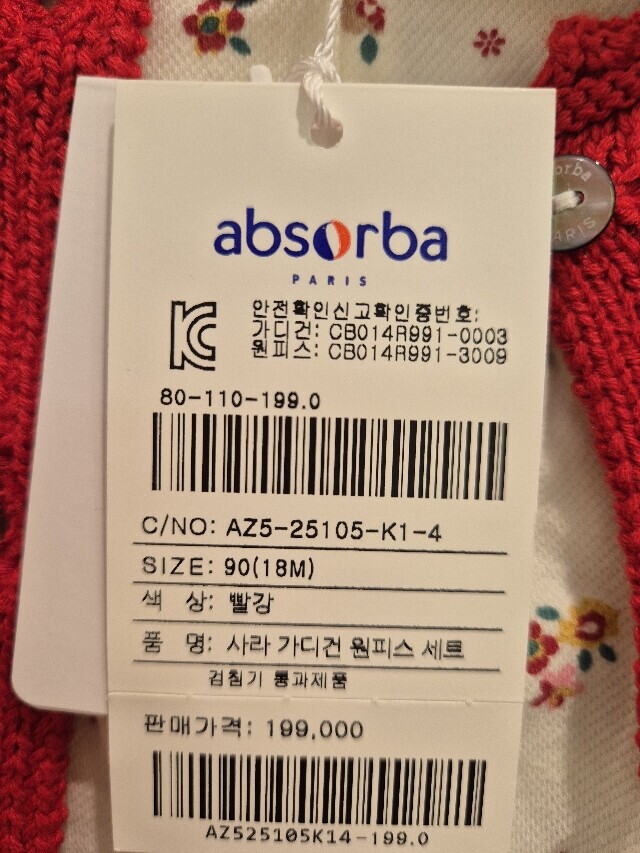 absorba
PARIS
안전확인신고확인증번호:
가디건: CB014R991-0003
원피스: CB014R991-3009
80-110-199.0
C/NO: AZ5-25105-K1-4
SIZE: 90(18M)
색 상: 빨강
품 명: 사라 가디건 원피스 세트
검침기 통과제품
판매가격: 199,000
AZ525105K14-199.0